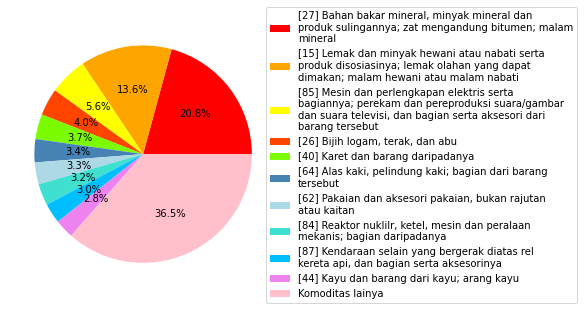 20.8%
13.6%
5.6%
4.0%
3.7%
3.4%
3.3%
3.2%
3.0%
2.8%
36.5%
[27] Bahan bakar mineral, minyak mineral dan
produk sulingannya; zat mengandung bitumen; malam
mineral
[15] Lemak dan minyak hewani atau nabati serta
produk disosiasinya; lemak olahan yang dapat
dimakan; malam hewani atau malam nabati
[85] Mesin dan perlengkapan elektris serta
bagiannya; perekam dan pereproduksi suara/gambar
dan suara televisi, dan bagian serta aksesori dari
barang tersebut
[26] Bijih logam, terak, dan abu
[40] Karet dan barang daripadanya
[64] Alas kaki, pelindung kaki; bagian dari barang
tersebut
[62] Pakaian dan aksesori pakaian, bukan rajutan
atau kaitan
[84] Reaktor nuklilr, ketel, mesin dan peralaan
mekanis; bagian daripadanya
[87] Kendaraan selain yang bergerak diatas rel
kereta api, dan bagian serta aksesorinya
[44] Kayu dan barang dari kayu; arang kayu
Komoditas lainya